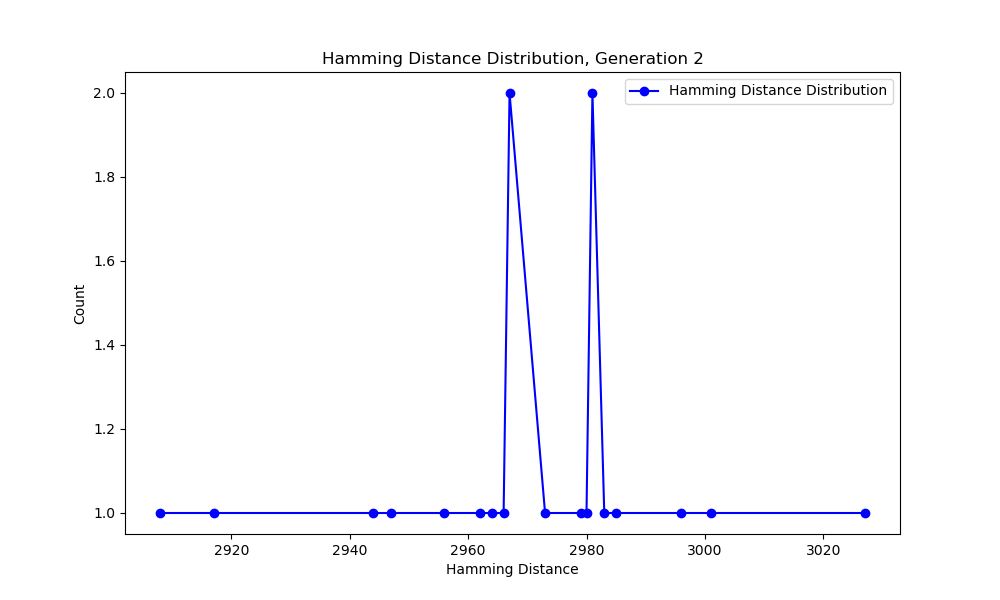 Hamming Distance Distribution, Generation 2
Hamming Distance Distribution
2.0
1.8
1.6
1.4
1.2
1.0
Count
2920 2940 2960 2980 3000 3020
Hamming Distance